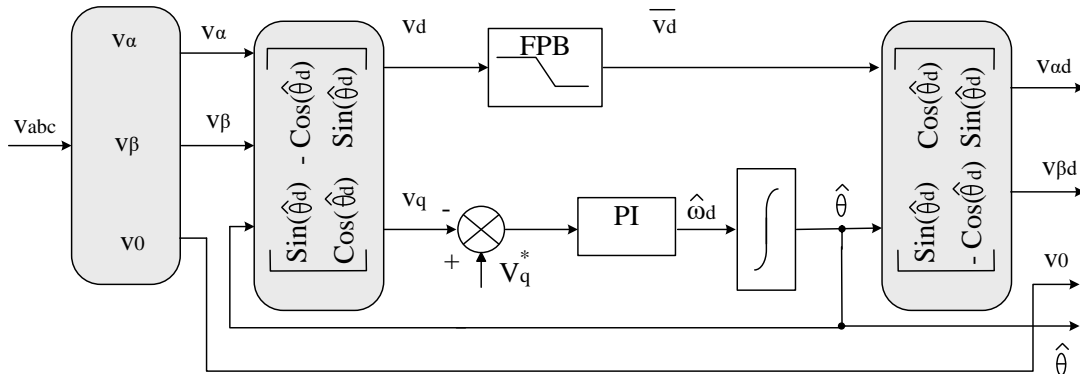 Vabc
Vα
Vβ
V0
Vα
Vβ
Sin(θ̂d) - Cos(θ̂d)
Cos(θ̂d) Sin(θ̂d)
Vd
FPB
V̅d̅
Vq
-
+
Vq*
PI
ω̂d
∫
θ̂
Sin(θ̂d) Cos(θ̂d)
- Cos(θ̂d) Sin(θ̂d)
Vαd
Vβd
V0
θ̂